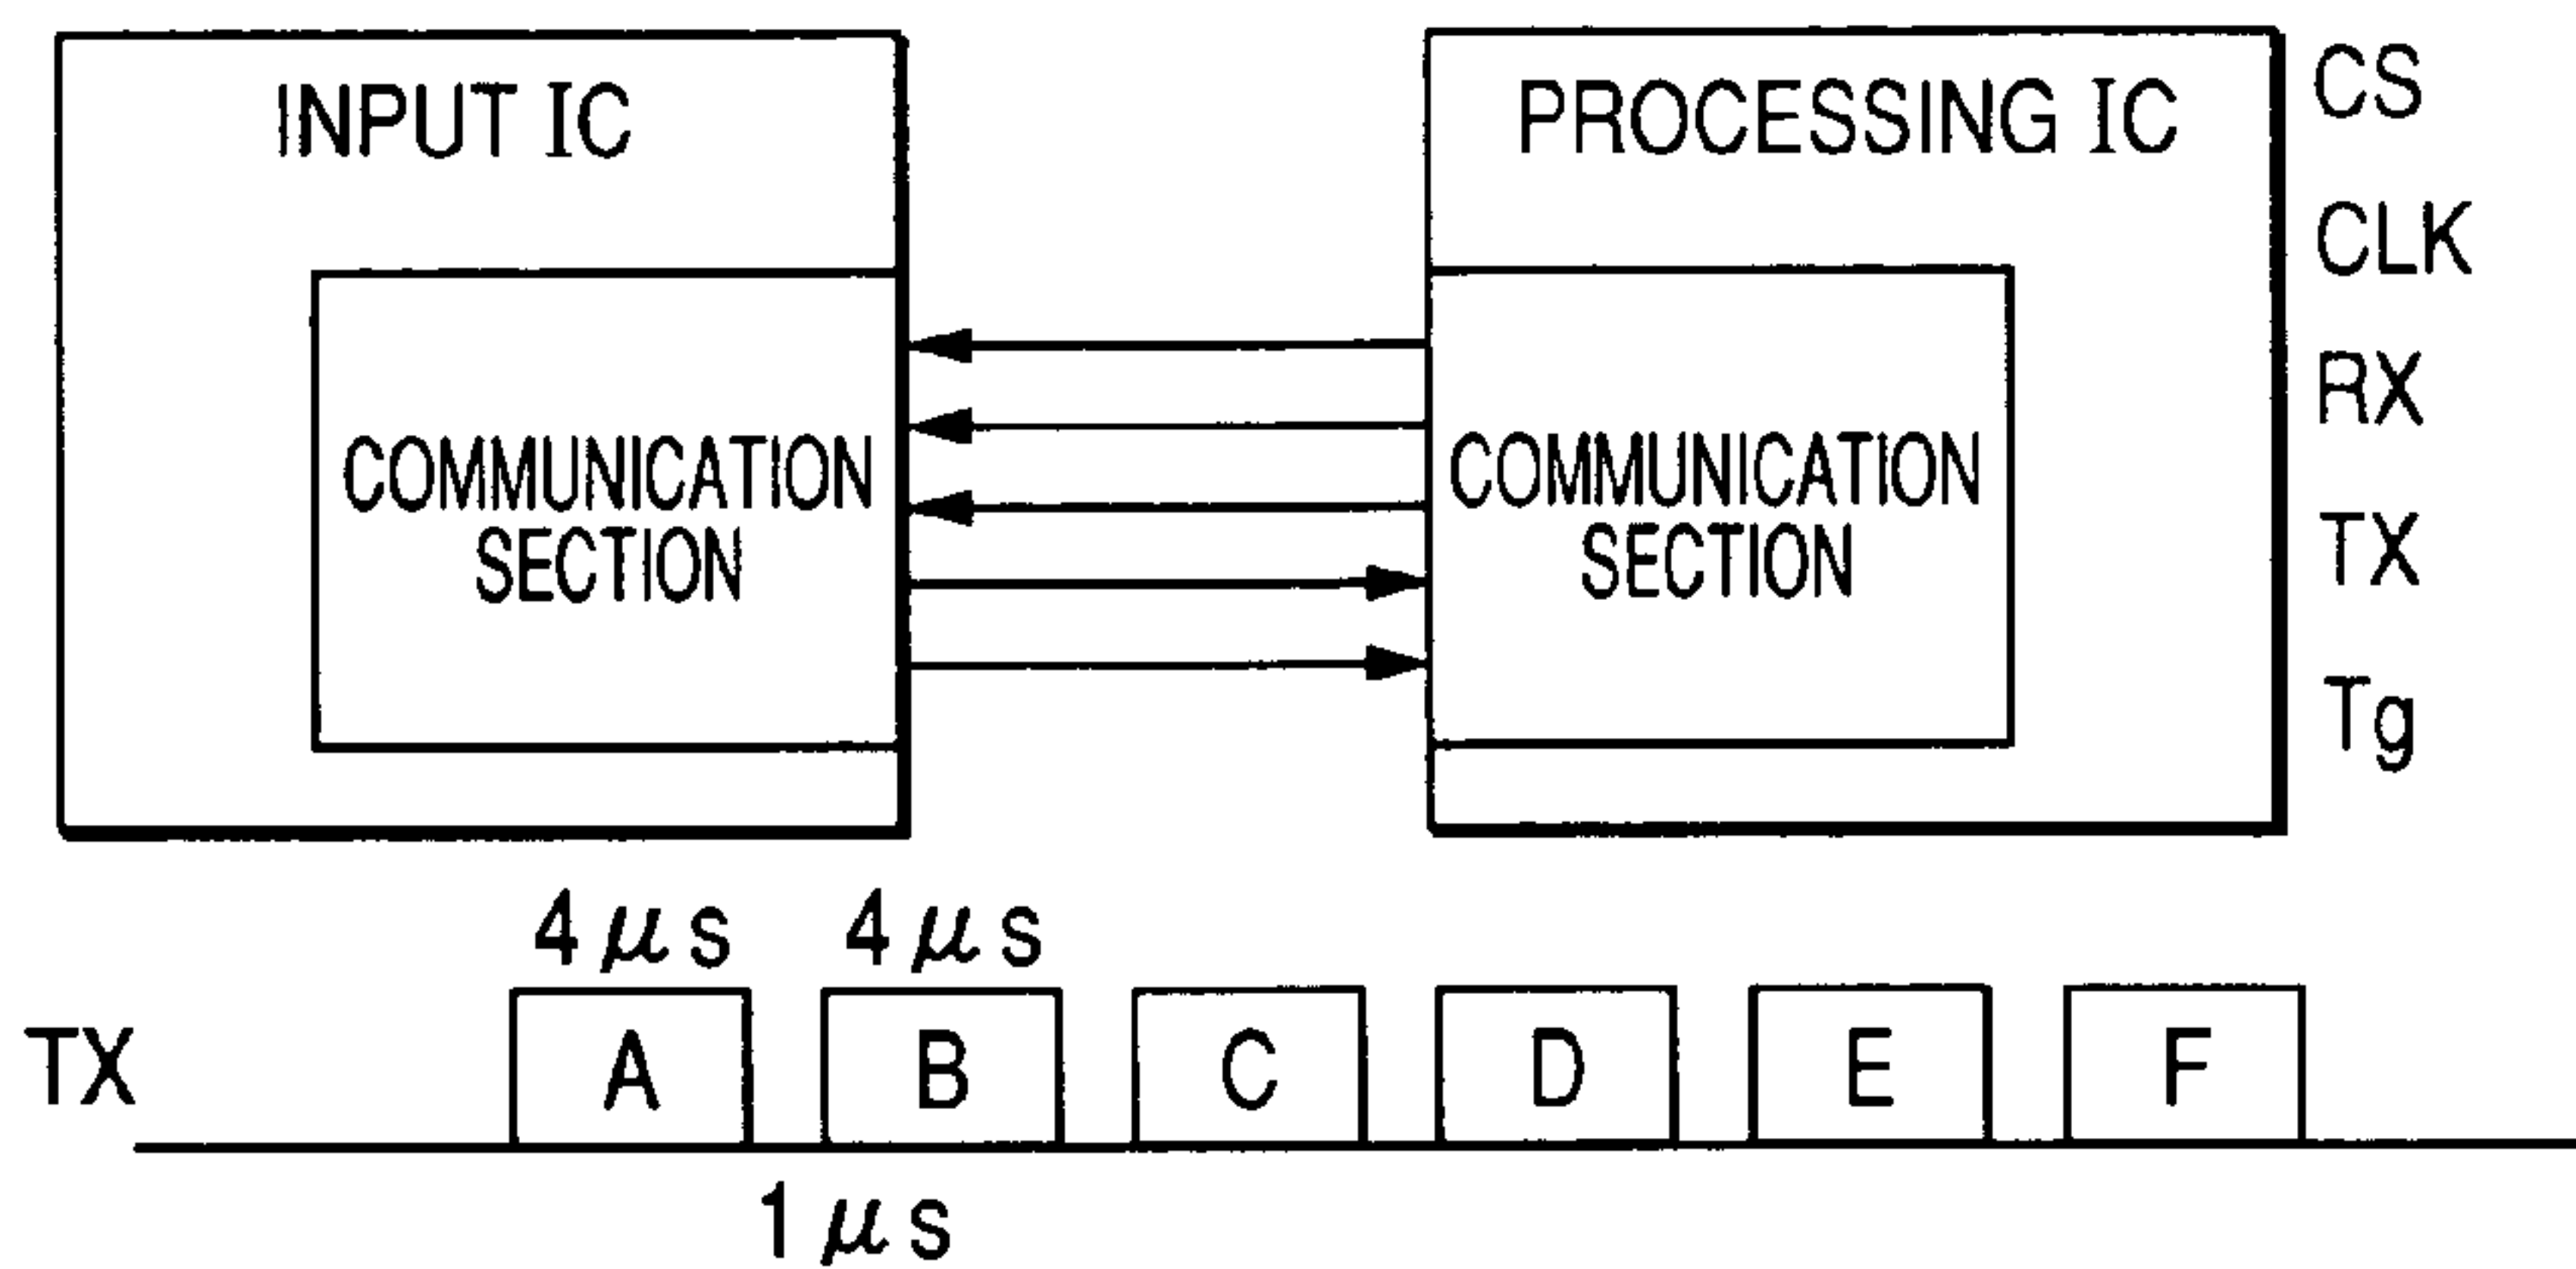 INPUT IC
PROCESSING IC
CS
CLK
RX
TX
Tg
COMMUNICATION
SECTION
COMMUNICATION
SECTION
4 μs 4 μs
TX A B C D E F
1 μs